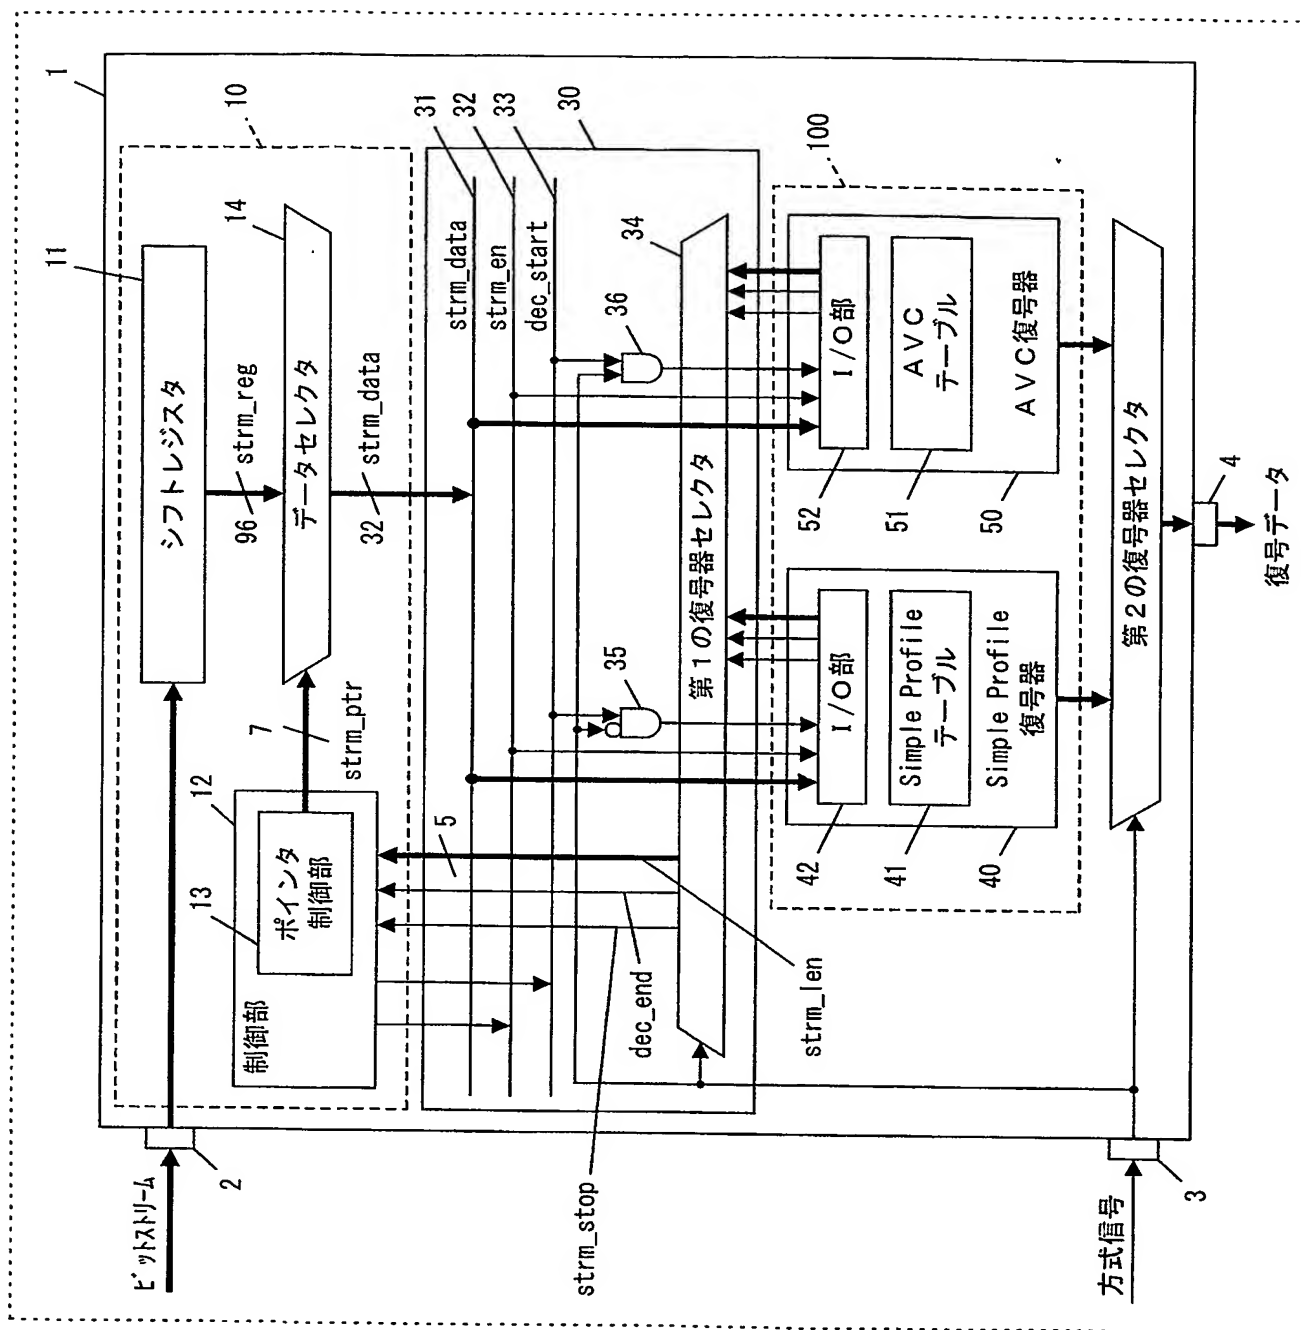 1
10
11
シフトレジスタ
14
96
strm_reg
データセレクタ
32
strm_data
7
strm_ptr
12
13
ポインタ
制御部
制御部
ビットストリーム
2
30
31
32
33
strm_data
strm_en
dec_start
34
36
35
第1の復号器セレクタ
5
strm_stop
dec_end
strm_len
100
I/O部
52
AVC
テーブル
51
AVC復号器
50
I/O部
42
Simple Profile
テーブル
41
Simple Profile
復号器
40
第2の復号器セレクタ
4
復号データ
方式信号
3